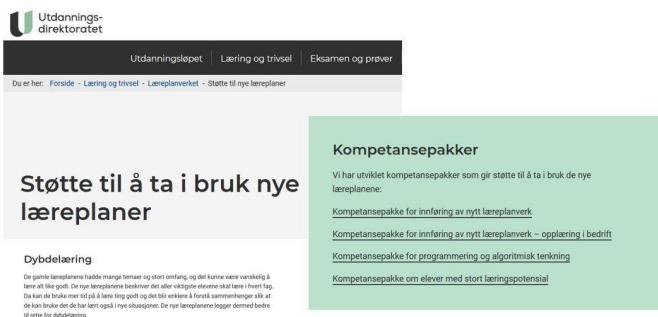 Utdannings-
direktoratet
Utdanningsløpet Læring og trivsel Eksamen og prøver
Du er her: Forside - Læring og trivsel - Læreplanverket - Støtte til nye læreplaner
Støtte til å ta i bruk nye
læreplaner
Dybdelæring
De gamle læreplanene hadde mange temaer og stort omfang, og det kunne være vanskelig å
lære alt like godt. De nye læreplanene beskriver det aller viktigste elevene skal lære i hvert fag.
Da kan de bruke mer tid på å lære ting godt og det blir enklere å forstå sammenhenger slik at
de kan bruke det de har lært også i nye situasjoner. De nye læreplanene legger dermed bedre
til rette for dybdelæring.
Kompetansepakker
Vi har utviklet kompetansepakker som gir støtte til å ta i bruk de nye
læreplanene:
Kompetansepakke for innføring av nytt læreplanverk
Kompetansepakke for innføring av nytt læreplanverk – opplæring i bedrift
Kompetansepakke for programmering og algoritmisk tenkning
Kompetansepakke om elever med stort læringspotensial